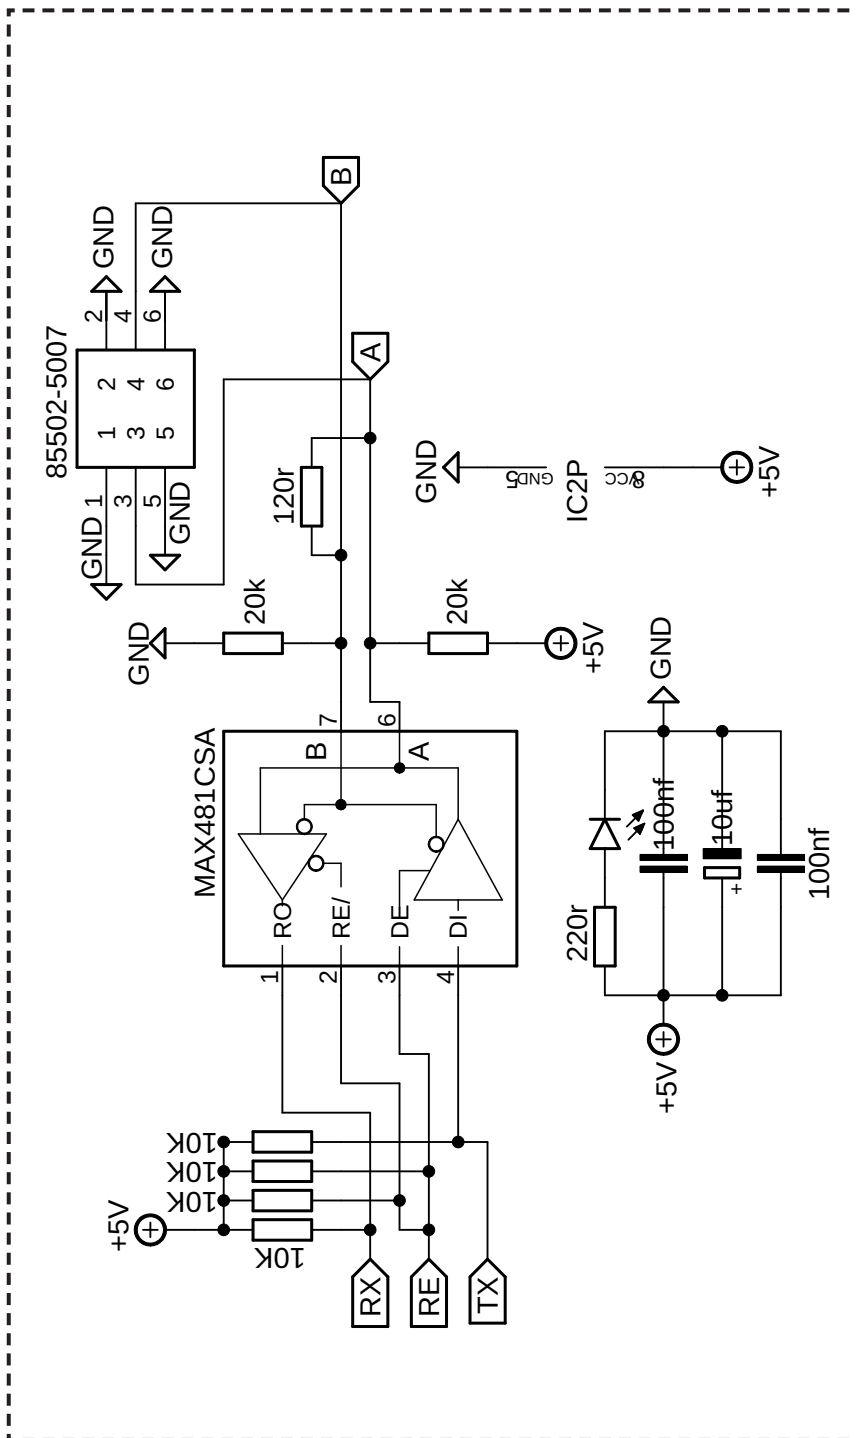 85502-5007
GND
GND
2
4
6
1 2
3 4
5 6
1
3
5
GND
GND
B
A
120r
20k
GND
20k
+5V
GND
GND 5
IC2P
VCC 8
+5V
MAX481CSA
7
6
B
A
RO
RE/
DE
DI
1
2
3
4
10K
10K
10K
10K
+5V
RX
RE
TX
GND
100nf
10uf
+
100nf
220r
+5V